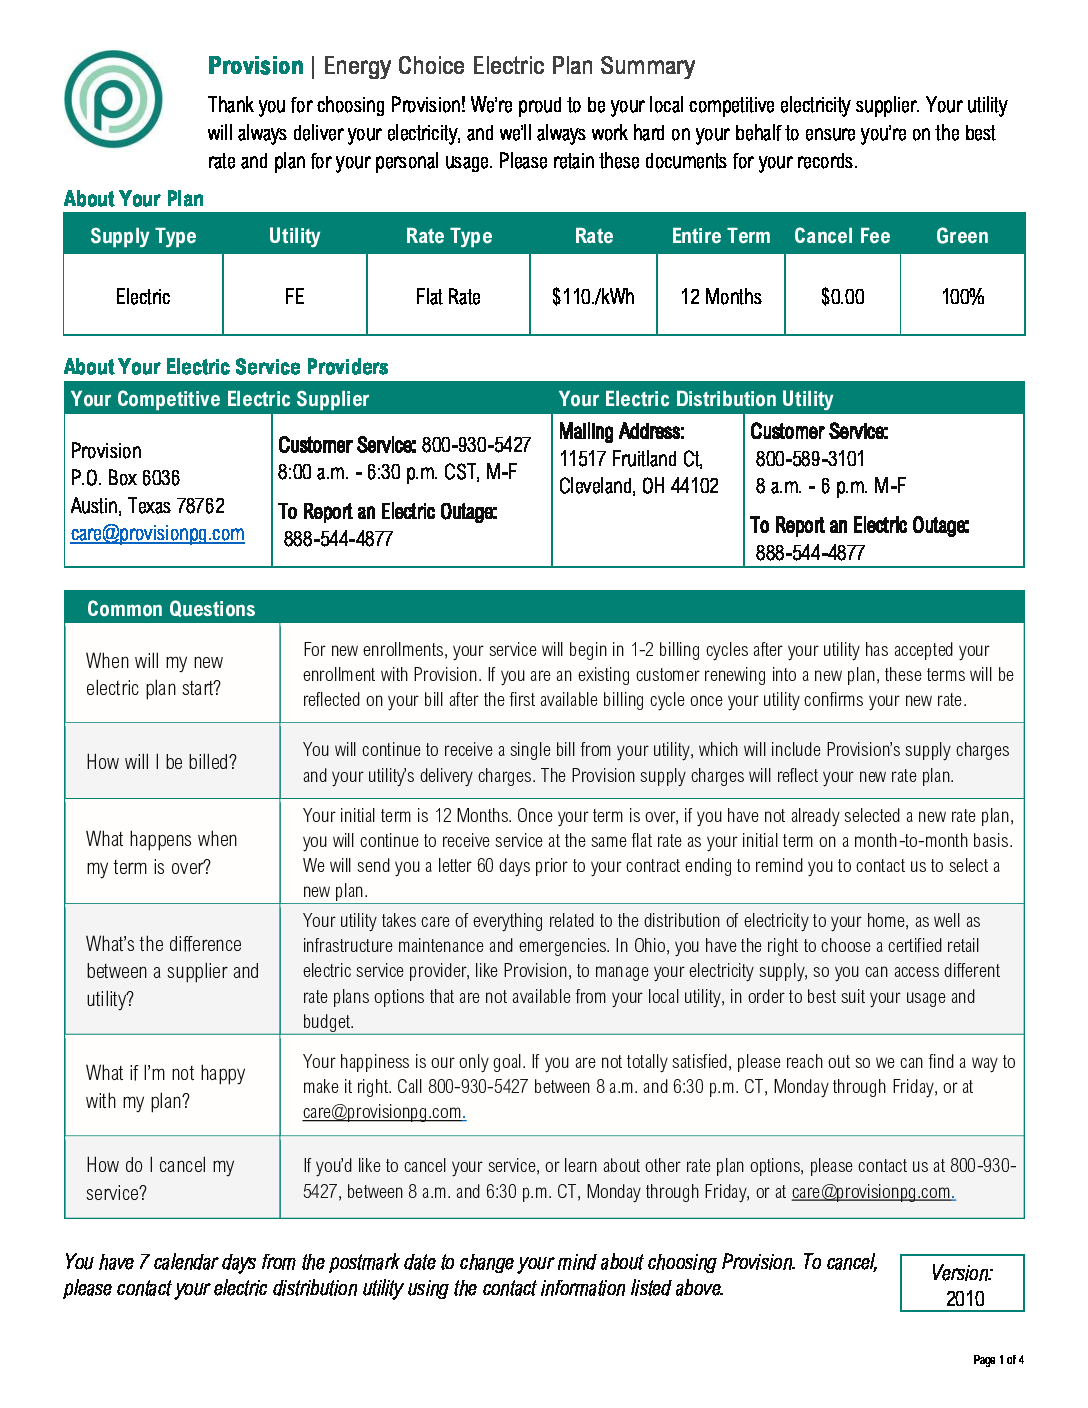 Provision | Energy Choice Electric Plan Summary
Thank you for choosing Provision! We're proud to be your local competitive electricity supplier. Your utility
will always deliver your electricity, and we'll always work hard on your behalf to ensure you're on the best
rate and plan for your personal usage. Please retain these documents for your records.
About Your Plan
Supply Type Utility Rate Type Rate Entire Term Cancel Fee Green
Electric FE Flat Rate $110./kWh 12 Months $0.00 100%
About Your Electric Service Providers
Your Competitive Electric Supplier Your Electric Distribution Utility
Provision
P.O. Box 6036
Austin, Texas 78762
care@provisionpg.com
Customer Service: 800-930-5427
8:00 a.m. - 6:30 p.m. CST, M-F
To Report an Electric Outage:
888-544-4877
Mailing Address:
11517 Fruitland Ct,
Cleveland, OH 44102
Customer Service:
800-589-3101
8 a.m. - 6 p.m. M-F
To Report an Electric Outage:
888-544-4877
Common Questions
When will my new
electric plan start?
For new enrollments, your service will begin in 1-2 billing cycles after your utility has accepted your
enrollment with Provision. If you are an existing customer renewing into a new plan, these terms will be
reflected on your bill after the first available billing cycle once your utility confirms your new rate.
How will I be billed?
You will continue to receive a single bill from your utility, which will include Provision's supply charges
and your utility's delivery charges. The Provision supply charges will reflect your new rate plan.
What happens when
my term is over?
Your initial term is 12 Months. Once your term is over, if you have not already selected a new rate plan,
you will continue to receive service at the same flat rate as your initial term on a month-to-month basis.
We will send you a letter 60 days prior to your contract ending to remind you to contact us to select a
new plan.
What's the difference
between a supplier and
utility?
Your utility takes care of everything related to the distribution of electricity to your home, as well as
infrastructure maintenance and emergencies. In Ohio, you have the right to choose a certified retail
electric service provider, like Provision, to manage your electricity supply, so you can access different
rate plans options that are not available from your local utility, in order to best suit your usage and
budget.
What if I'm not happy
with my plan?
Your happiness is our only goal. If you are not totally satisfied, please reach out so we can find a way to
make it right. Call 800-930-5427 between 8 a.m. and 6:30 p.m. CT, Monday through Friday, or at
care@provisionpg.com.
How do I cancel my
service?
If you'd like to cancel your service, or learn about other rate plan options, please contact us at 800-930-
5427, between 8 a.m. and 6:30 p.m. CT, Monday through Friday, or at care@provisionpg.com.
You have 7 calendar days from the postmark date to change your mind about choosing Provision. To cancel,
please contact your electric distribution utility using the contact information listed above.
Version:
2010
Page 1 of 4